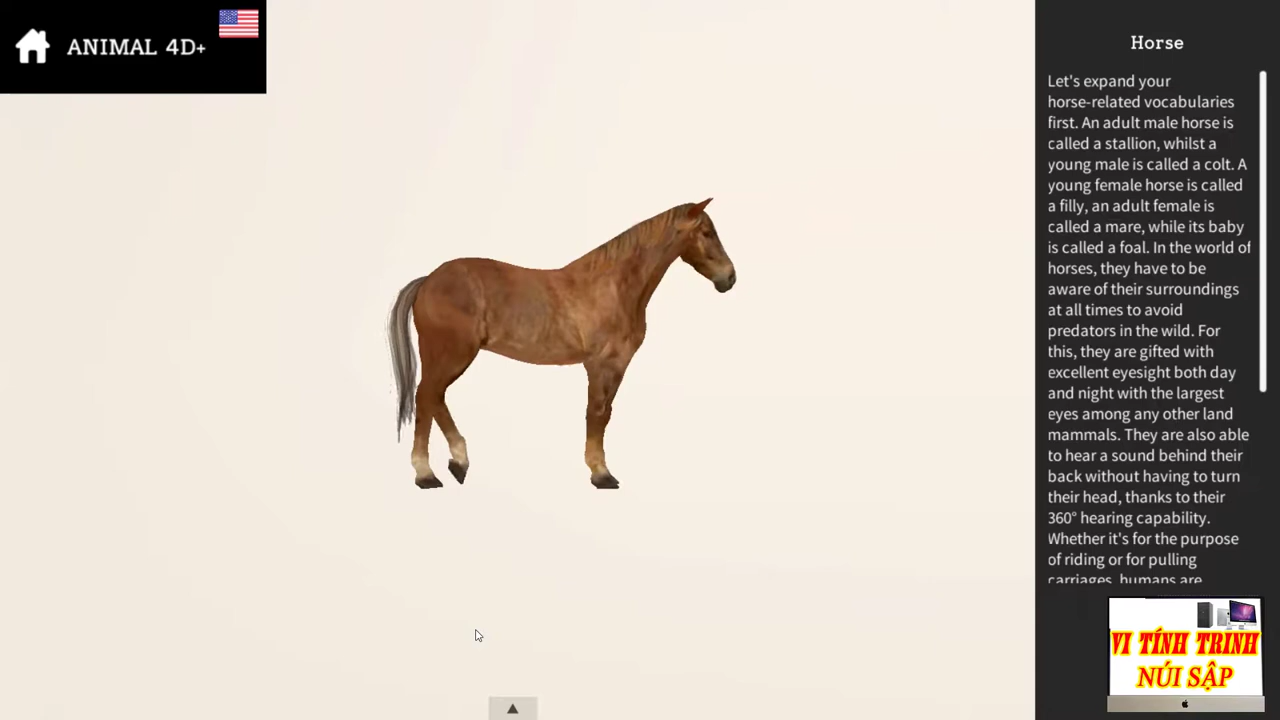 ANIMAL 4D+
Horse
Let's expand your
horse-related vocabularies
first. An adult male horse is
called a stallion, whilst a
young male is called a colt. A
young female horse is called
a filly, an adult female is
called a mare, while its baby
is called a foal. In the world of
horses, they have to be
aware of their surroundings
at all times to avoid
predators in the wild. For
this, they are gifted with
excellent eyesight both day
and night with the largest
eyes among any other land
mammals. They are also able
to hear a sound behind their
back without having to turn
their head, thanks to their
360° hearing capability.
Whether it's for the purpose
of riding or for pulling
carriages, humans are
VI TÍNH TRINH
NÚI SẬP